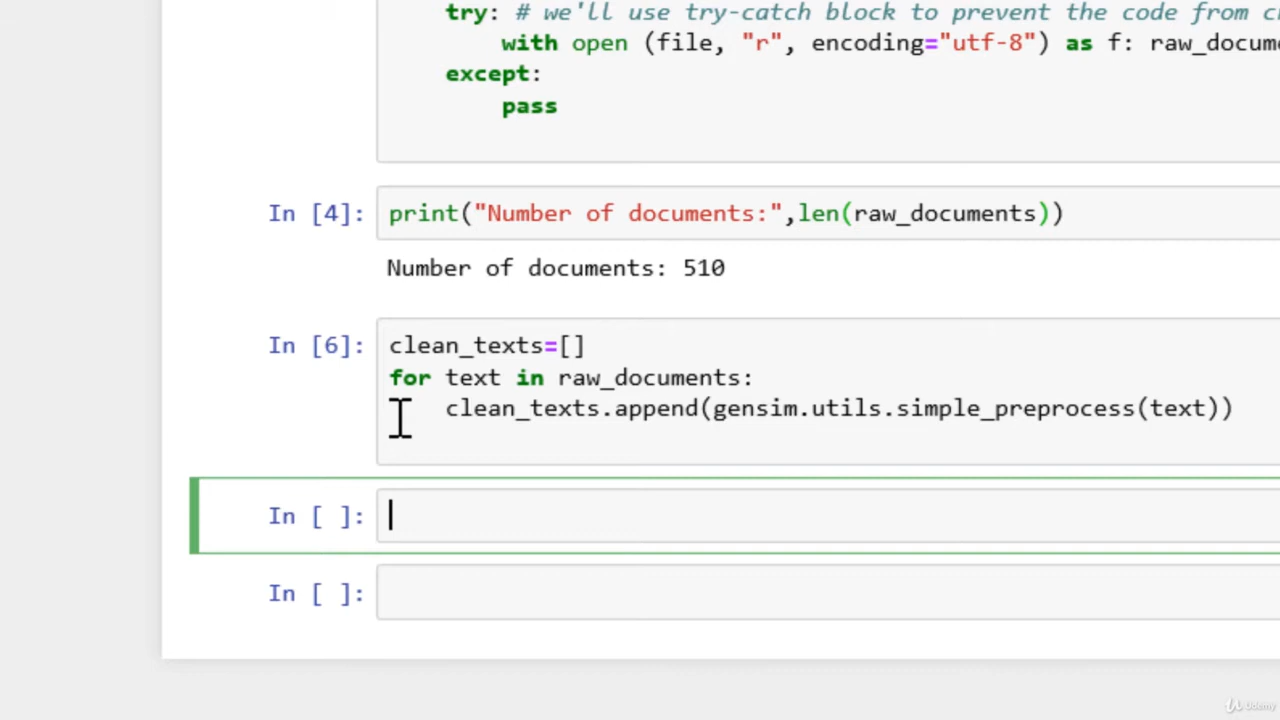 try: # we'll use try-catch block to prevent the code from
with open (file, "r", encoding="utf-8") as f:
except:
pass
In [4]: print("Number of documents:",len(raw_documents))
Number of documents: 510
In [6]: clean_texts=[]
for text in raw_documents:
clean_texts.append(gensim.utils.simple_preprocess(text))
In [ ]:
In [ ]:
Udemy